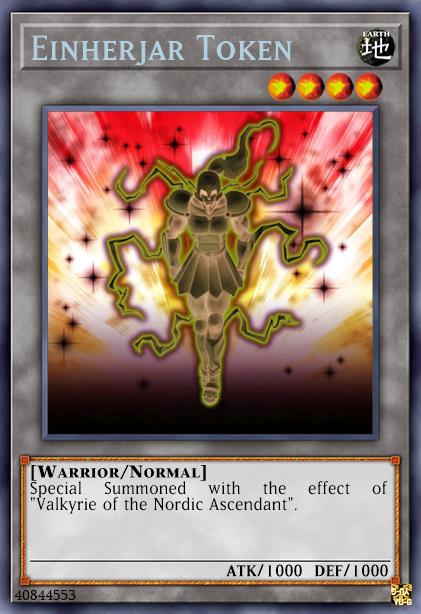 Einherjar Token
EARTH
地
[Warrior/Normal]
Special Summoned with the effect of
"Valkyrie of the Nordic Ascendant".
ATK/1000 DEF/1000
40844553